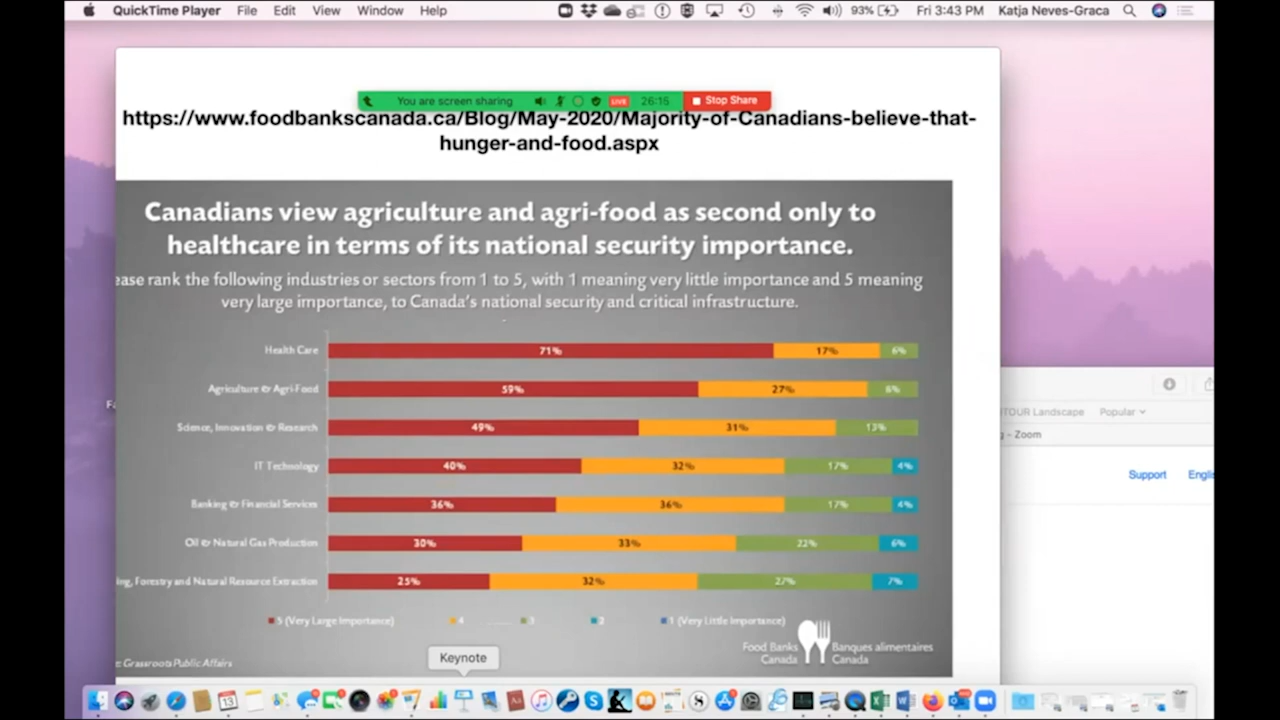 QuickTime Player File Edit View Window Help 93% Fri 3:43 PM Katja Neves-Graca
You are screen sharing LIVE 26:15 Stop Share
https://www.foodbankscanada.ca/Blog/May-2020/Majority-of-Canadians-believe-that-
hunger-and-food.aspx
Canadians view agriculture and agri-food as second only to
healthcare in terms of its national security importance.
ease rank the following industries or sectors from 1 to 5, with 1 meaning very little importance and 5 meaning
very large importance, to Canada's national security and critical infrastructure.
Health Care 71% 17% 6%
Agriculture & Agri-Food 59% 27% 6%
Science, Innovation & Research 49% 31% 13%
IT Technology 40% 32% 17% 4%
Banking & Financial Services 36% 36% 17% 4%
Oil & Natural Gas Production 30% 33% 22% 6%
ing, Forestry and Natural Resource Extraction 25% 32% 27% 7%
5 (Very Large Importance) 4 3 2 1 (Very Little Importance)
Food Banks Banques alimentaires
Canada Canada
e: Grassroots Public Affairs
TOUR Landscape Popular
g - Zoom
Support Englis
Keynote
13